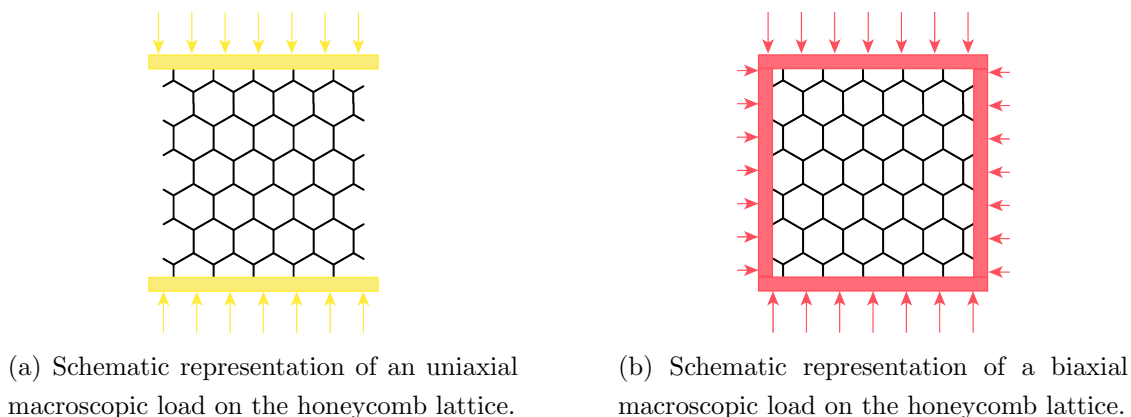 (a) Schematic representation of an uniaxial
macroscopic load on the honeycomb lattice.
(b) Schematic representation of a biaxial
macroscopic load on the honeycomb lattice.